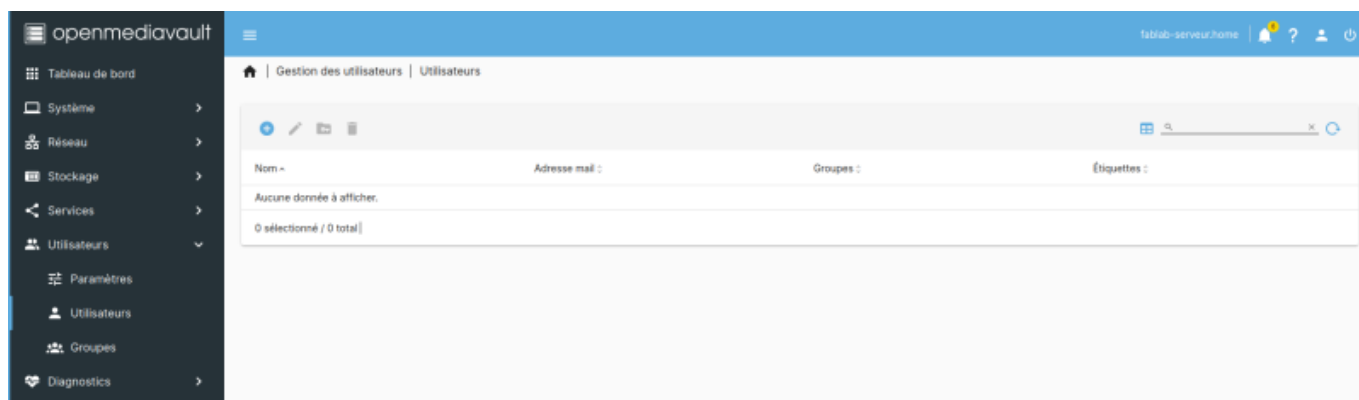 openmediavault
fablab-serveur.home
6
?
Tableau de bord
Gestion des utilisateurs | Utilisateurs
Système
Réseau
Stockage
Services
Utilisateurs
Paramètres
Utilisateurs
Groupes
Diagnostics
Nom
Adresse mail
Groupes
Étiquettes
Aucune donnée à afficher.
0 sélectionné / 0 total